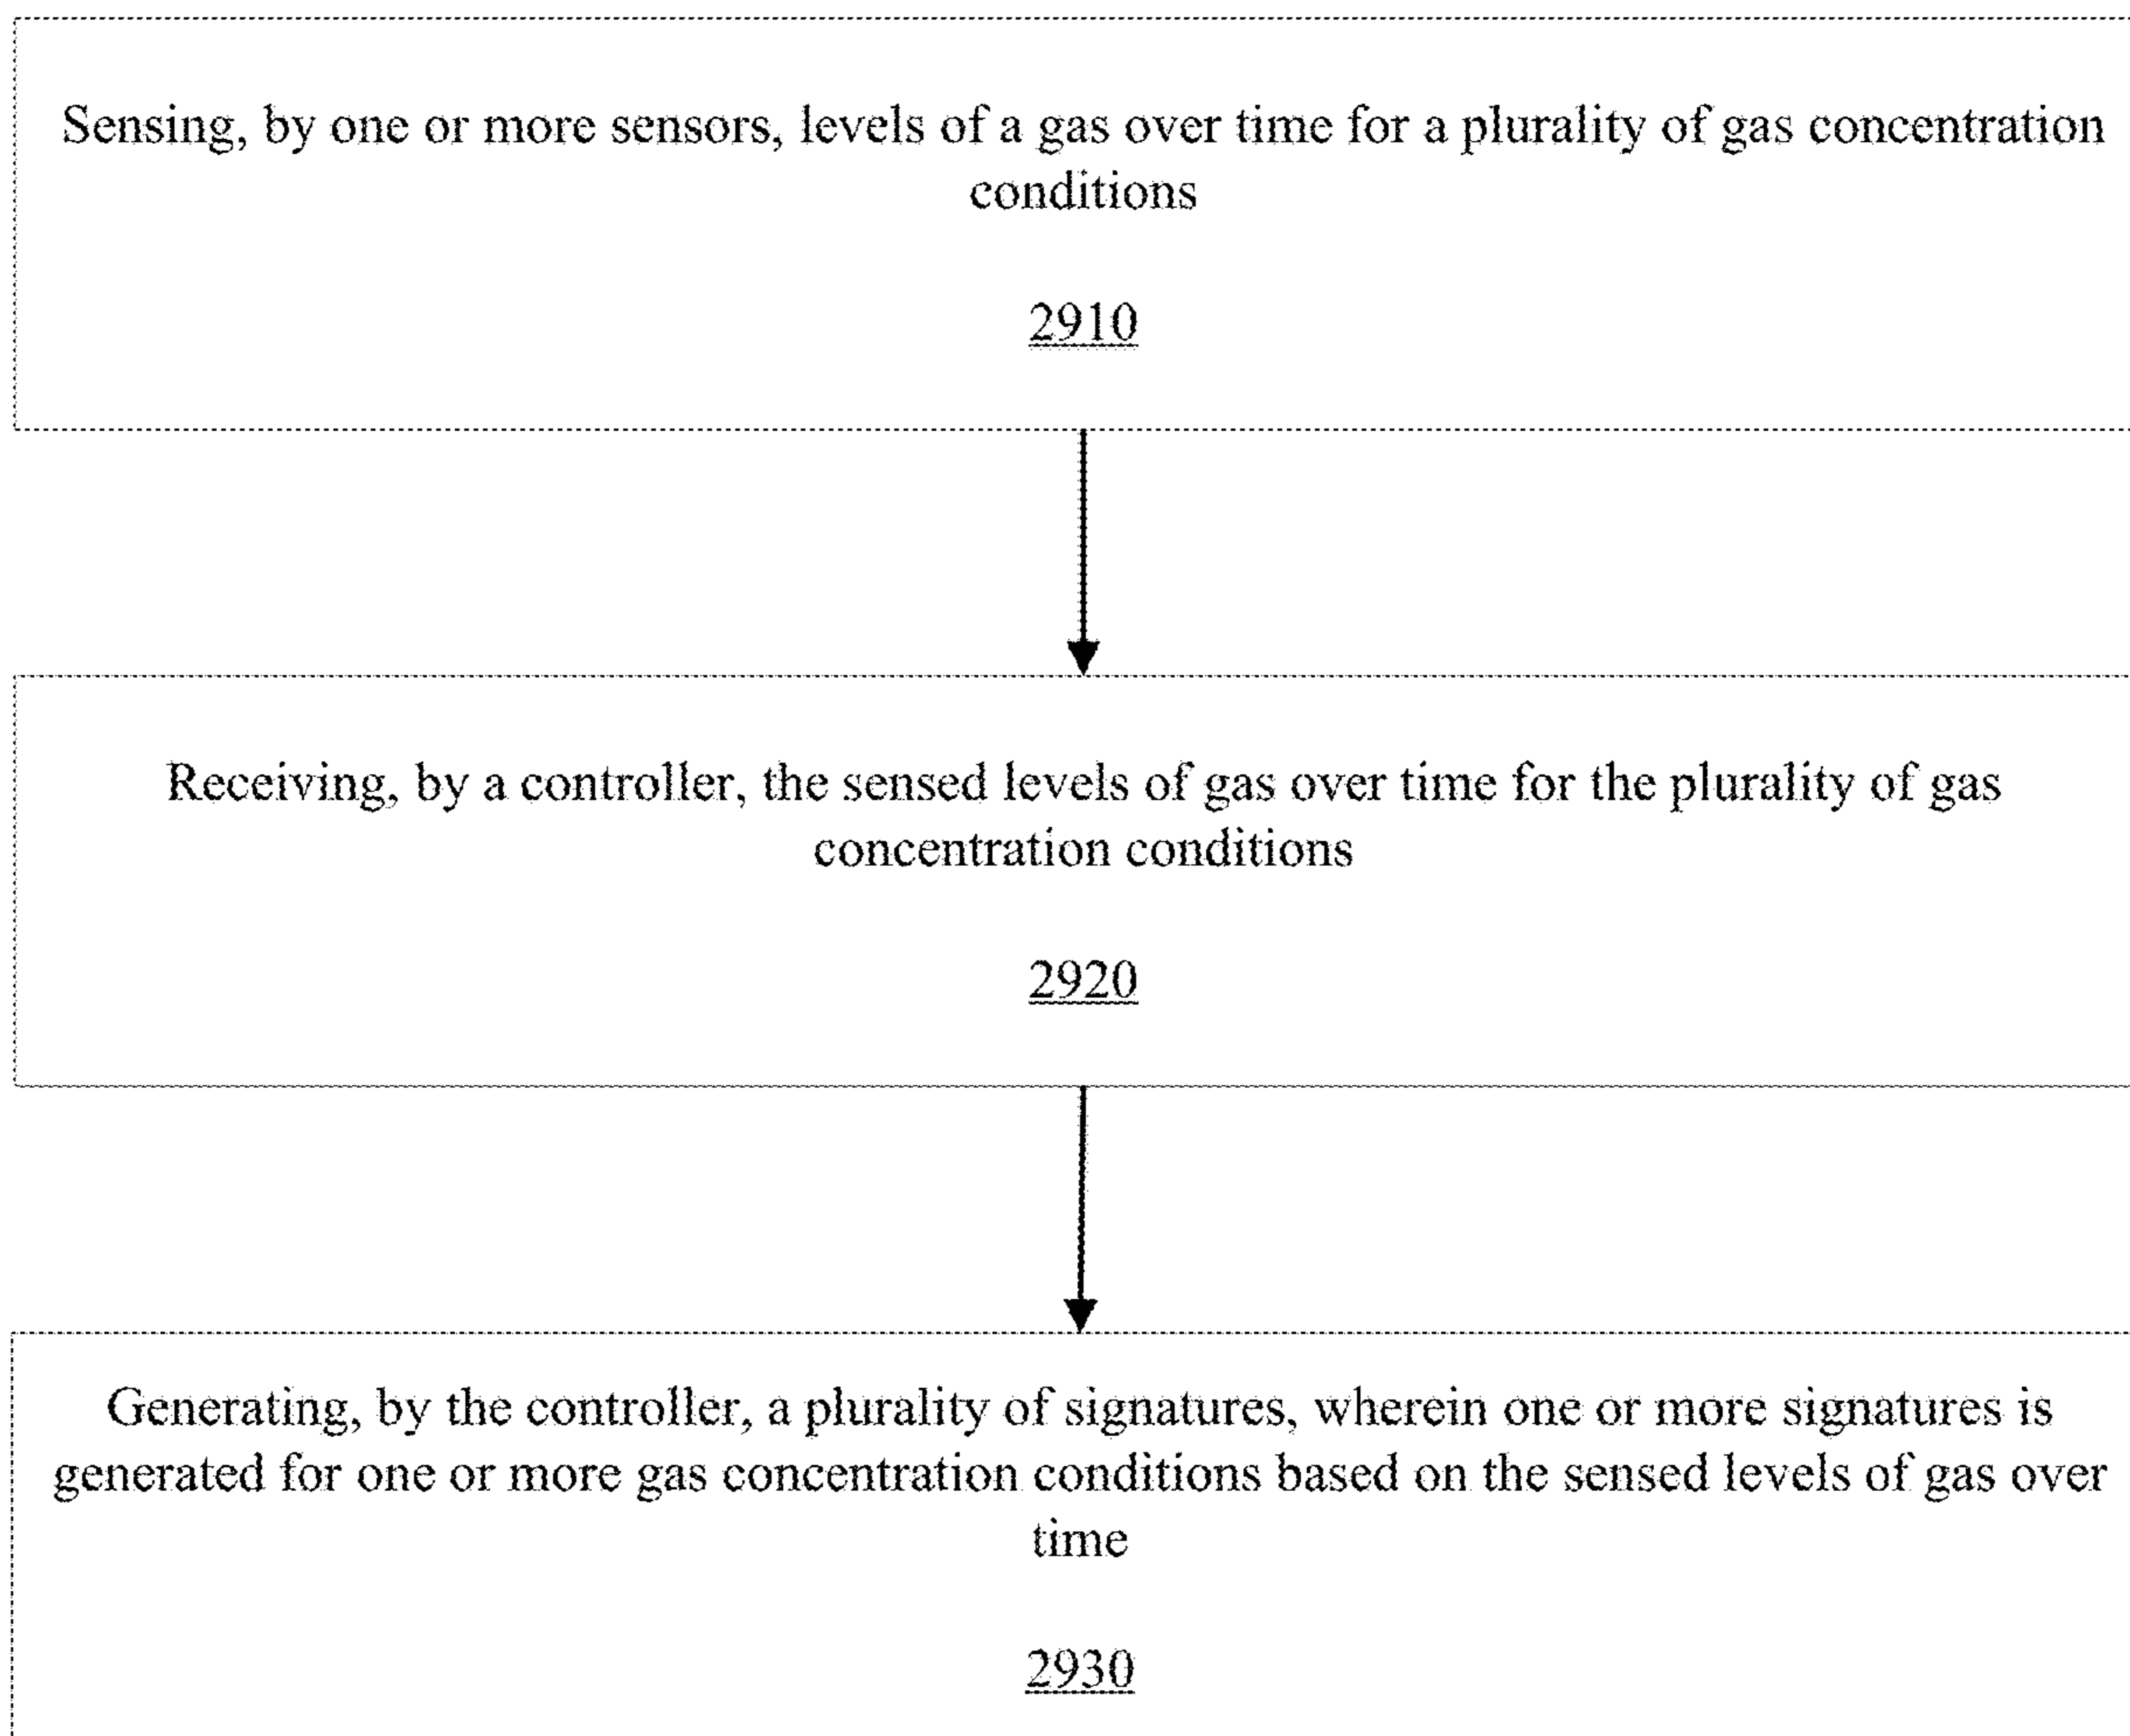 Sensing, by one or more sensors, levels of a gas over time for a plurality of gas concentration
conditions
2910
Receiving, by a controller, the sensed levels of gas over time for the plurality of gas
concentration conditions
2920
Generating, by the controller, a plurality of signatures, wherein one or more signatures is
generated for one or more gas concentration conditions based on the sensed levels of gas over
time
2930